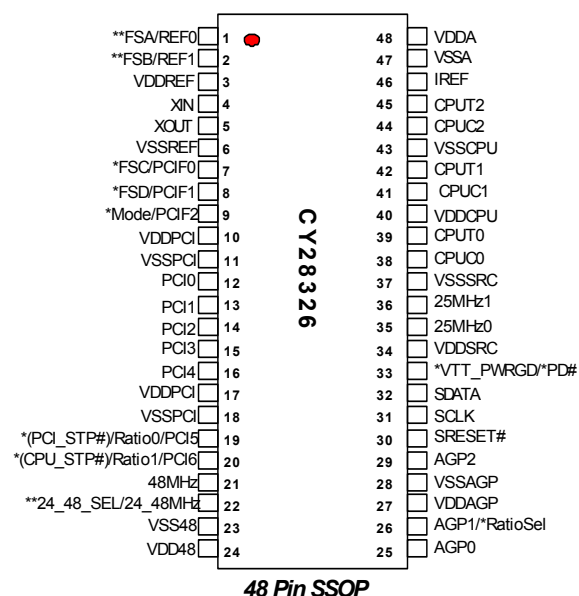 **FSA/REF0 1 48 VDDA
**FSB/REF1 2 47 VSSA
VDDREF 3 46 IREF
XIN 4 45 CPUT2
XOUT 5 44 CPUC2
VSSREF 6 43 VSSCPU
*FSC/PCIF0 7 42 CPUT1
*FSD/PCIF1 8 41 CPUC1
*Mode/PCIF2 9 40 VDDCPU
VDDPCI 10 39 CPUT0
VSSPCI 11 38 CPUC0
PCI0 12 37 VSSSRC
PCI1 13 36 25MHz1
PCI2 14 35 25MHz0
PCI3 15 34 VDDSRC
PCI4 16 33 *VTT_PWRGD/*PD#
VDDPCI 17 32 SDATA
VSSPCI 18 31 SCLK
*(PCI_STP#)/Ratio0/PCI5 19 30 SRESET#
*(CPU_STP#)/Ratio1/PCI6 20 29 AGP2
48MHz 21 28 VSSAGP
**24_48_SEL/24_48MHz 22 27 VDDAGP
VSS48 23 26 AGP1/*RatioSel
VDD48 24 25 AGP0
CY28326
48 Pin SSOP